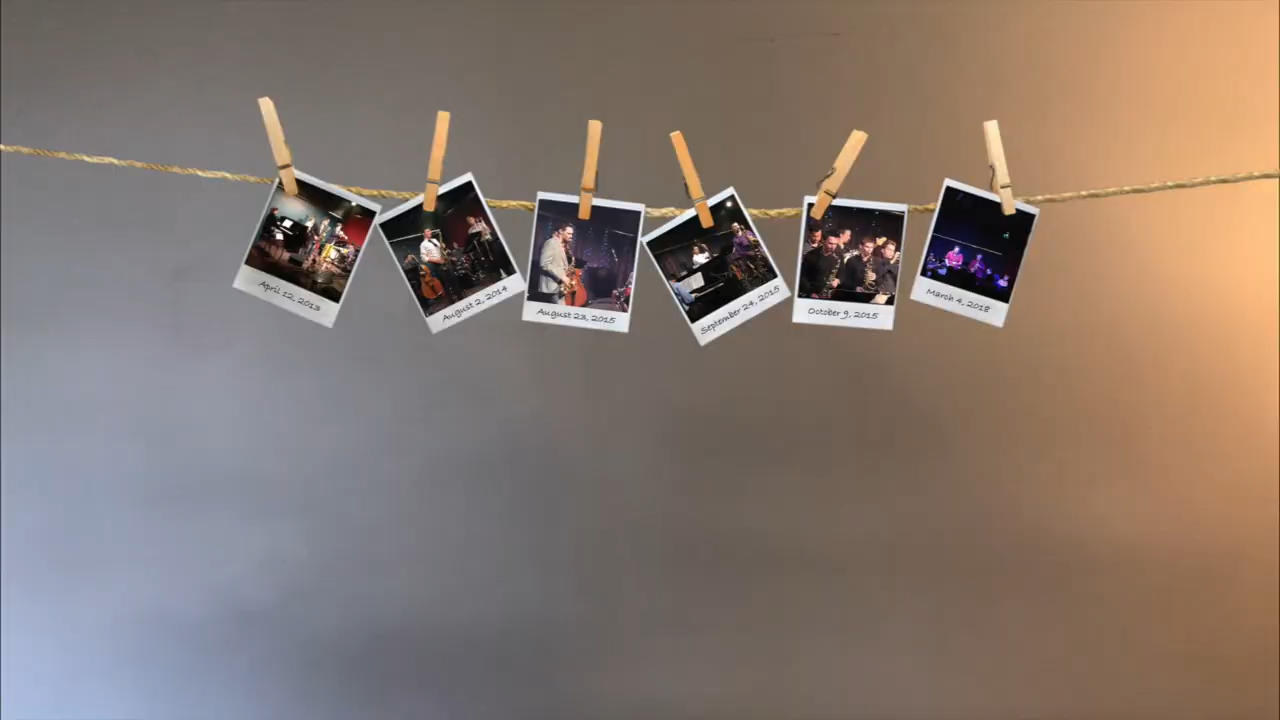 April 12, 2013
August 2, 2014
August 23, 2015
September 24, 2015
October 9, 2015
March 4, 2018